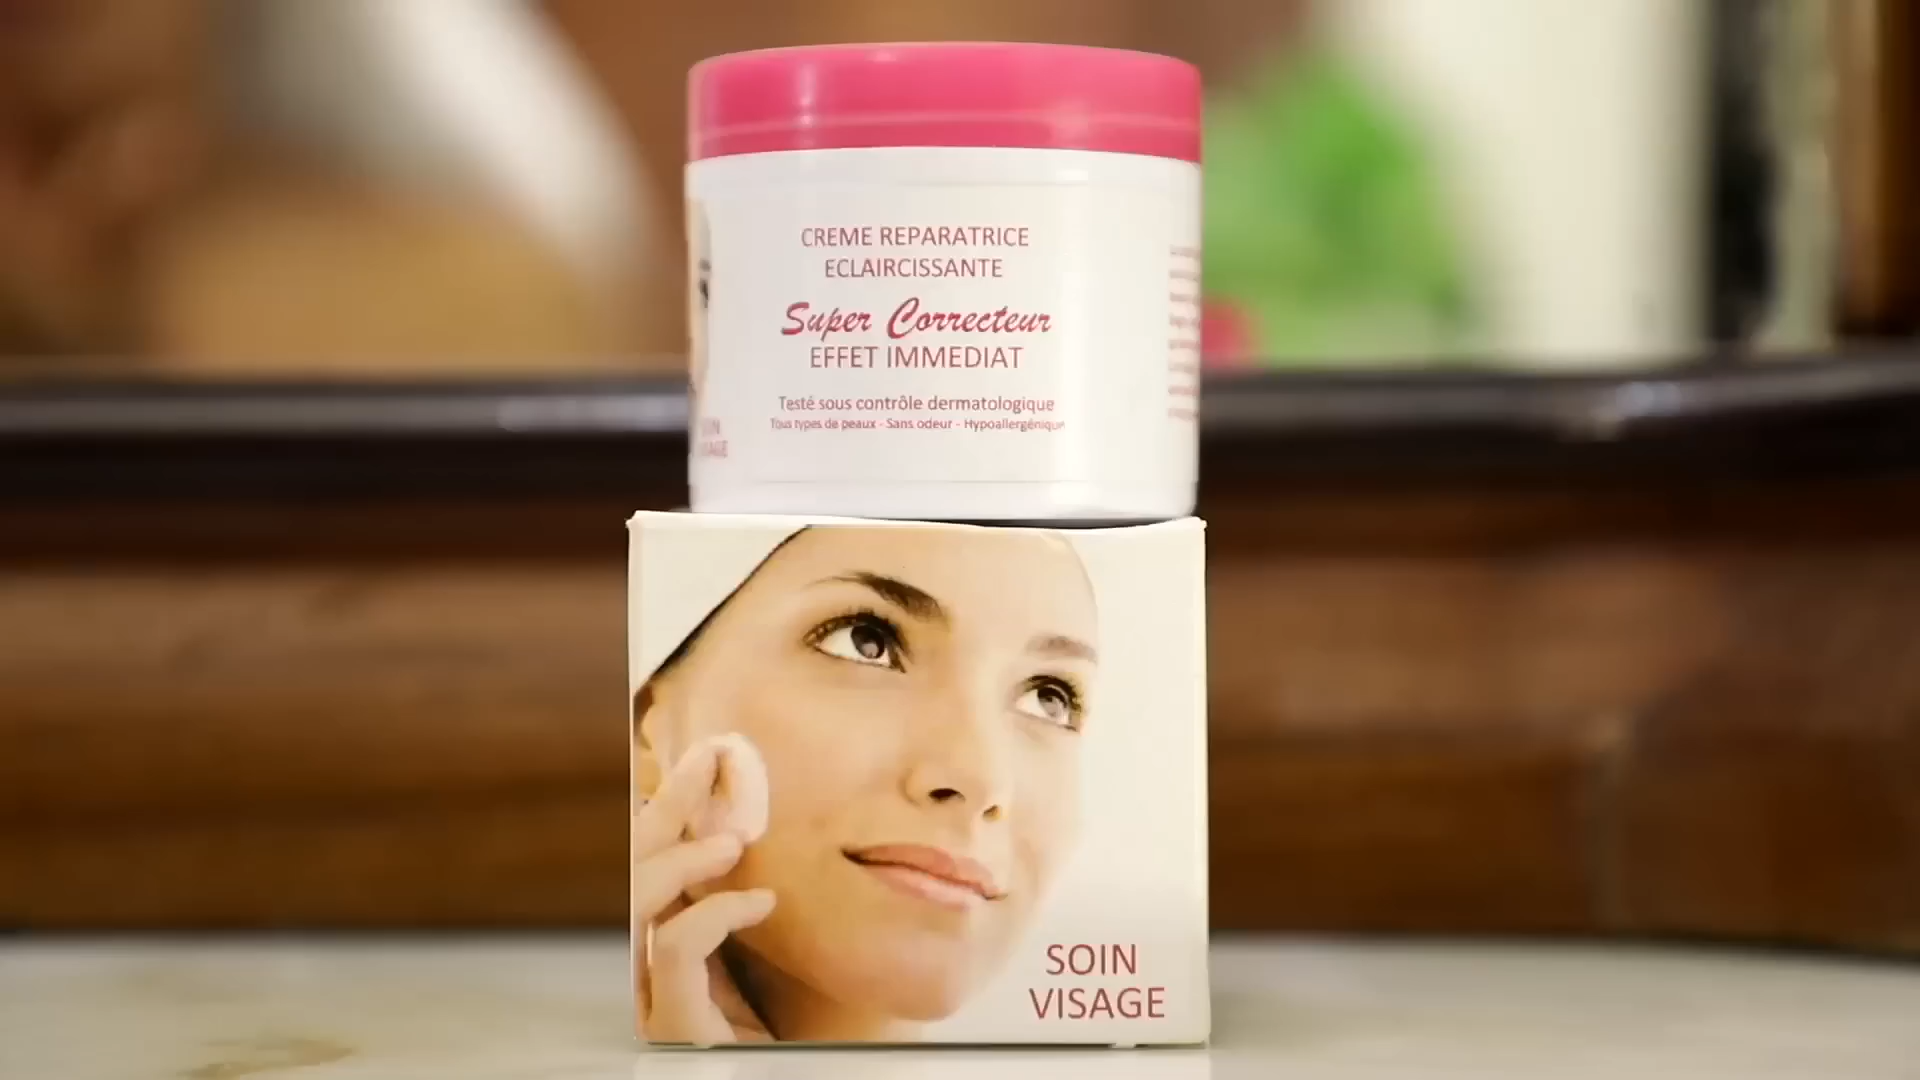 CREME REPARATRICE
ECLAIRCISSANTE
Super Correcteur
EFFET IMMEDIAT
Testé sous contrôle dermatologique
Tous types de peaux - Sans odeur - Hypoallergénique
SOIN
VISAGE